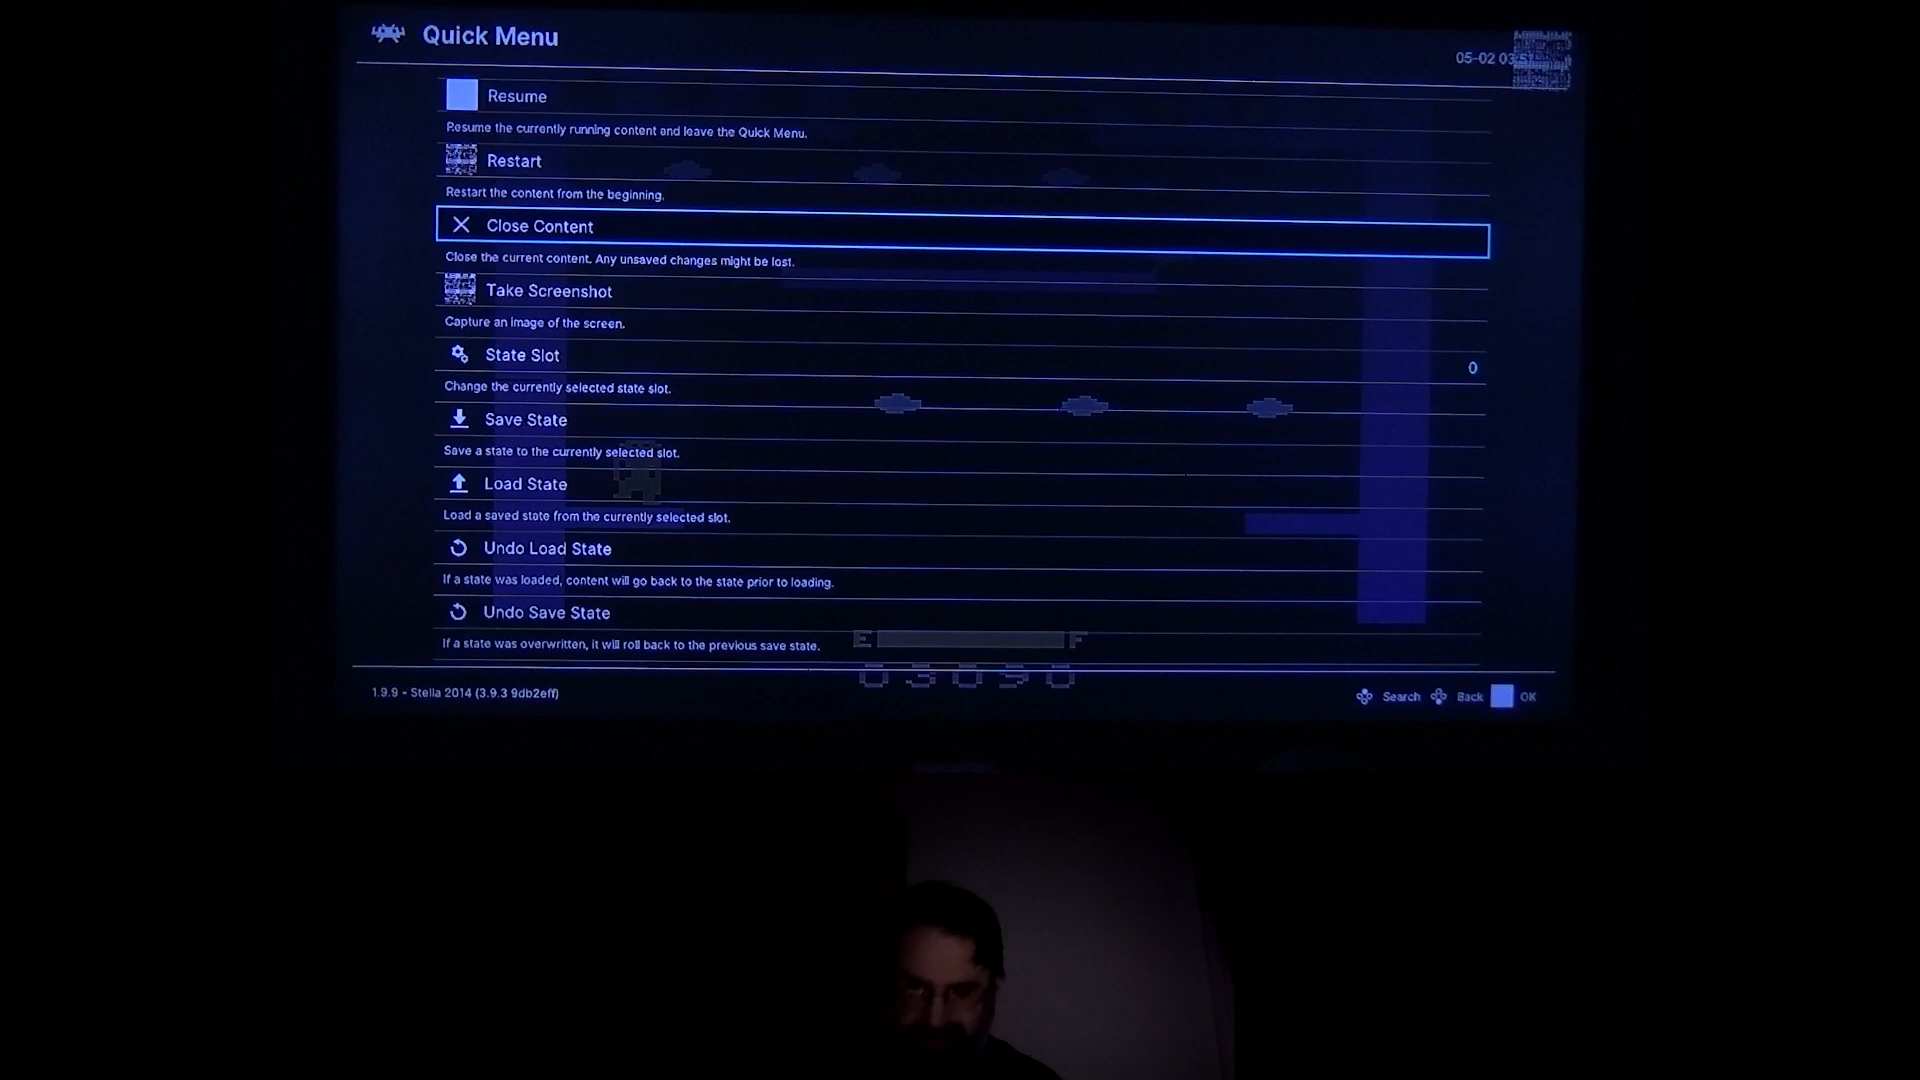 Quick Menu
05-02
Resume
Resume the currently running content and leave the Quick Menu.
Restart
Restart the content from the beginning.
Close Content
Close the current content. Any unsaved changes might be lost.
Take Screenshot
Capture an image of the screen.
State Slot 0
Change the currently selected state slot.
Save State
Save a state to the currently selected slot.
Load State
Load a saved state from the currently selected slot.
Undo Load State
If a state was loaded, content will go back to the state prior to loading.
Undo Save State
If a state was overwritten, it will roll back to the previous save state.
E F
03090
1.9.9 - Stella 2014 (3.9.3 9db2eff)
Search Back OK